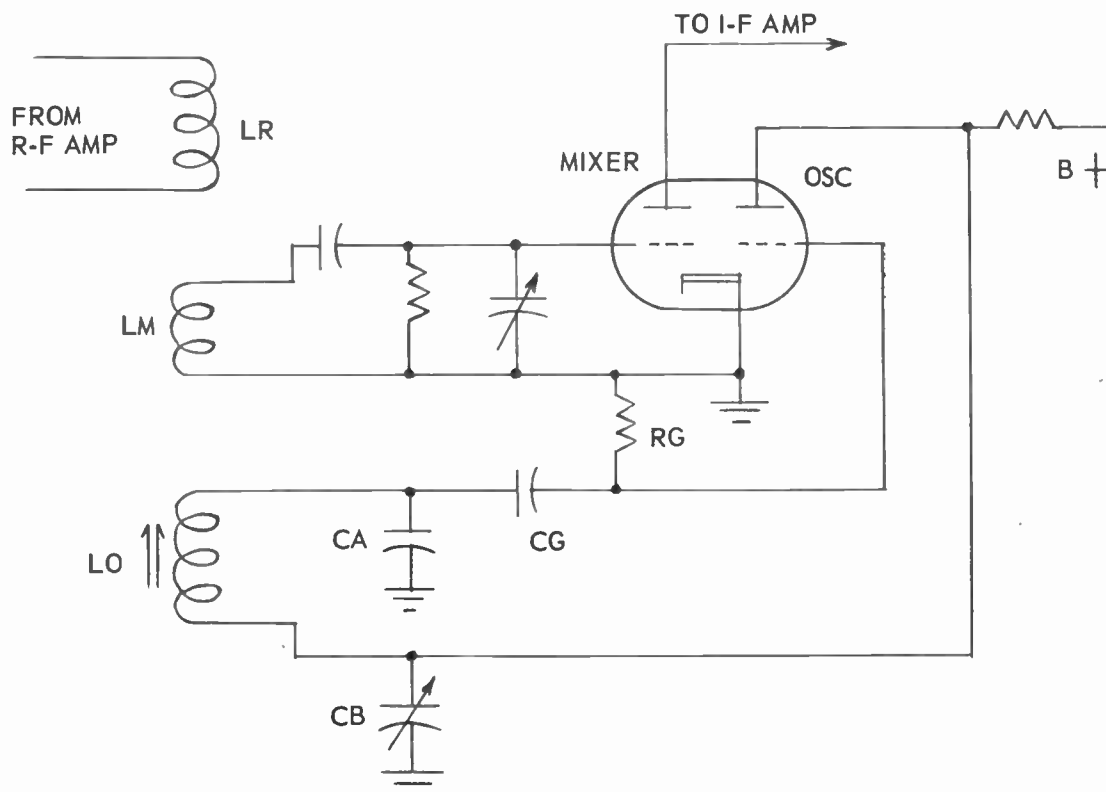 TO I-F AMP
FROM
R-F AMP
LR
MIXER
OSC
B +
LM
RG
CA
CG
LO
CB